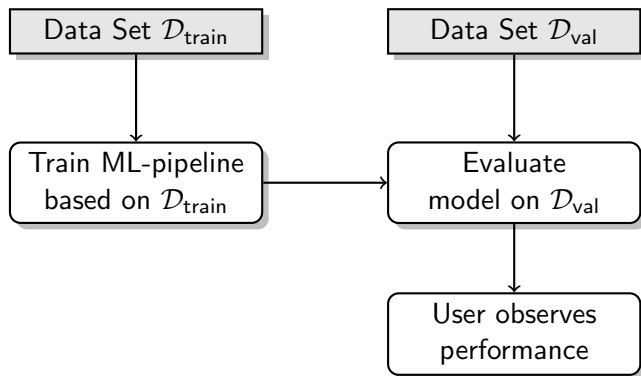 Data Set 𝒟train
Data Set 𝒟val
Train ML-pipeline
based on 𝒟train
Evaluate
model on 𝒟val
User observes
performance